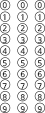 ⓪ ⓪ ⓪
① ① ①
② ② ②
③ ③ ③
④ ④ ④
⑤ ⑤ ⑤
⑥ ⑥ ⑥
⑦ ⑦ ⑦
⑧ ⑧ ⑧
⑨ ⑨ ⑨